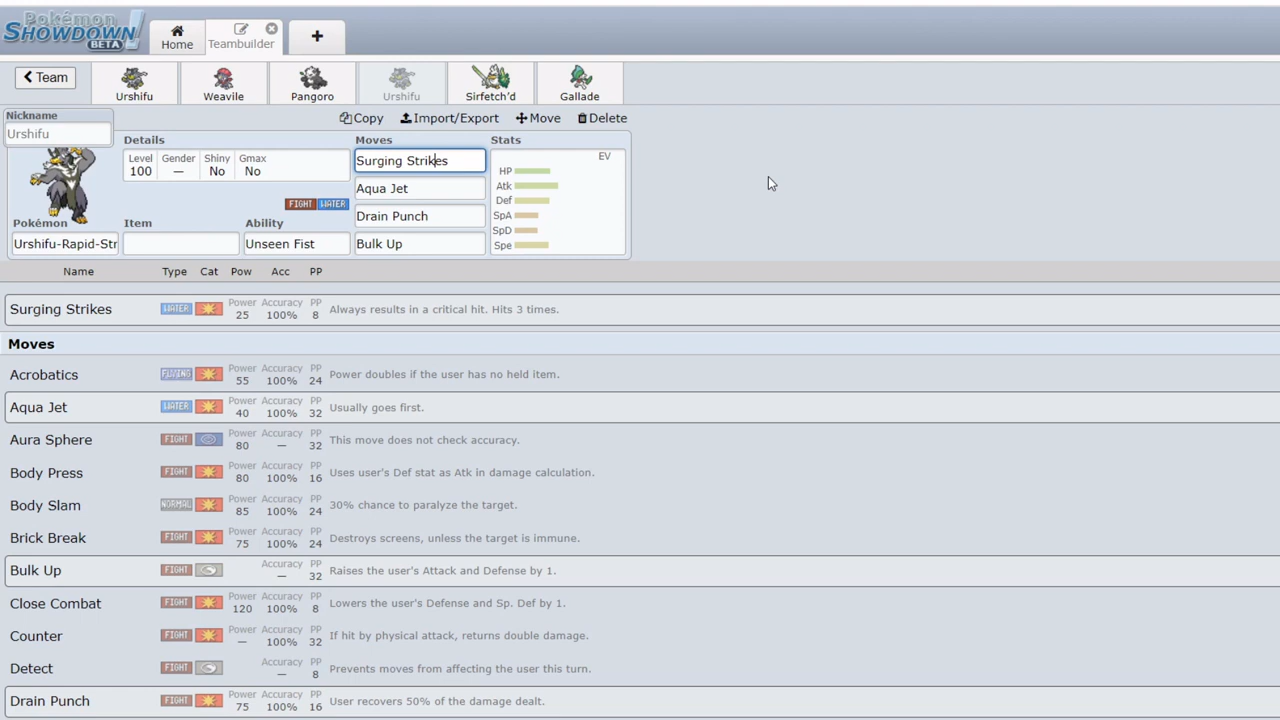 Pokémon
SHOWDOWN!
BETA
Home
Teambuilder
+
Team
Urshifu
Weavile
Pangoro
Urshifu
Sirfetch'd
Gallade
Nickname
Urshifu
Copy
Import/Export
Move
Delete
Details
Moves
Stats
Level Gender Shiny Gmax
100 — No No
Surging Strikes
EV
HP
Aqua Jet
Atk
Def
FIGHT WATER
Drain Punch
SpA
Pokémon
Item
Ability
SpD
Urshifu-Rapid-Str
Unseen Fist
Bulk Up
Spe
Name Type Cat Pow Acc PP
Surging Strikes WATER Power 25 Accuracy 100% PP 8 Always results in a critical hit. Hits 3 times.
Moves
Acrobatics FLYING Power 55 Accuracy 100% PP 24 Power doubles if the user has no held item.
Aqua Jet WATER Power 40 Accuracy 100% PP 32 Usually goes first.
Aura Sphere FIGHT Power 80 Accuracy — PP 32 This move does not check accuracy.
Body Press FIGHT Power 80 Accuracy 100% PP 16 Uses user's Def stat as Atk in damage calculation.
Body Slam NORMAL Power 85 Accuracy 100% PP 24 30% chance to paralyze the target.
Brick Break FIGHT Power 75 Accuracy 100% PP 24 Destroys screens, unless the target is immune.
Bulk Up FIGHT Accuracy — PP 32 Raises the user's Attack and Defense by 1.
Close Combat FIGHT Power 120 Accuracy 100% PP 8 Lowers the user's Defense and Sp. Def by 1.
Counter FIGHT Power — Accuracy 100% PP 32 If hit by physical attack, returns double damage.
Detect FIGHT Accuracy — PP 8 Prevents moves from affecting the user this turn.
Drain Punch FIGHT Power 75 Accuracy 100% PP 16 User recovers 50% of the damage dealt.